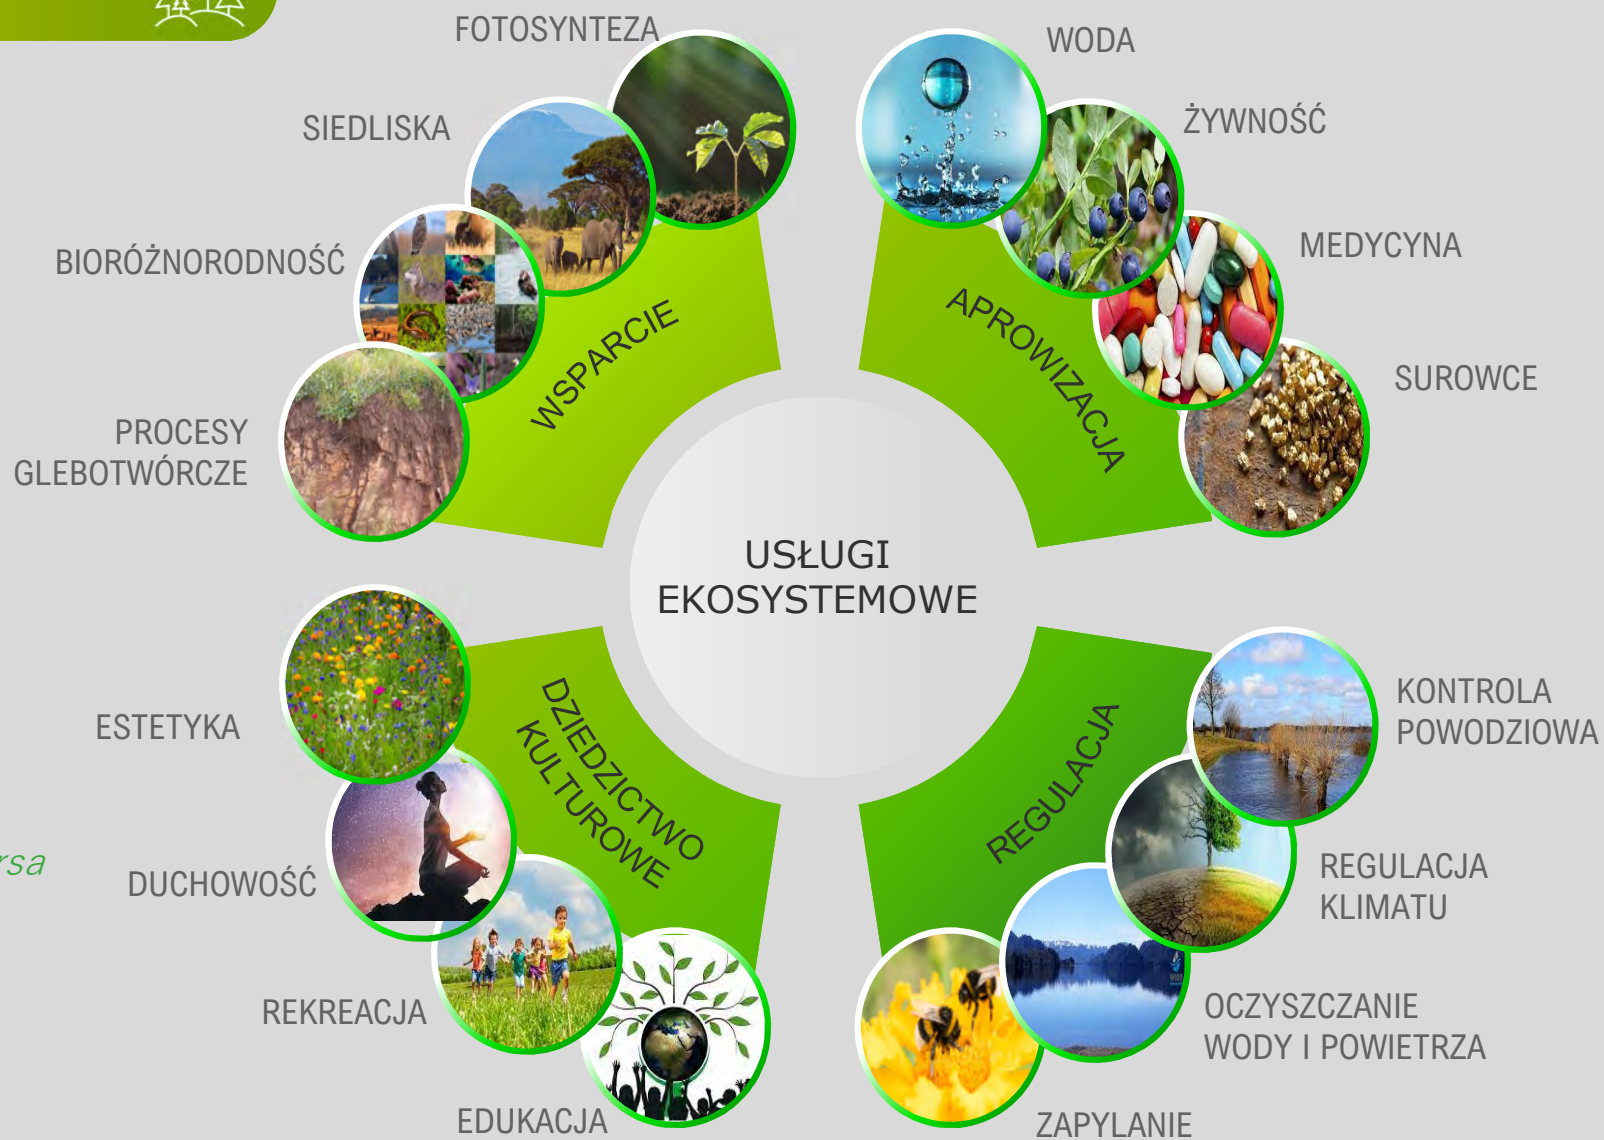 FOTOSYNTEZA
SIEDLISKA
BIORÓŻNORODNOŚĆ
PROCESY
GLEBOTWÓRCZE
WSPARCIE
WODA
ŻYWNOŚĆ
MEDYCYNA
SUROWCE
APROWIZACJA
USŁUGI
EKOSYSTEMOWE
ESTETYKA
DUCHOWOŚĆ
REKREACJA
EDUKACJA
DZIEDZICTWO
KULTUROWE
KONTROLA
POWODZIOWA
REGULACJA
KLIMATU
OCZYSZCZANIE
WODY I POWIETRZA
ZAPYLANIE
REGULACJA
rsa